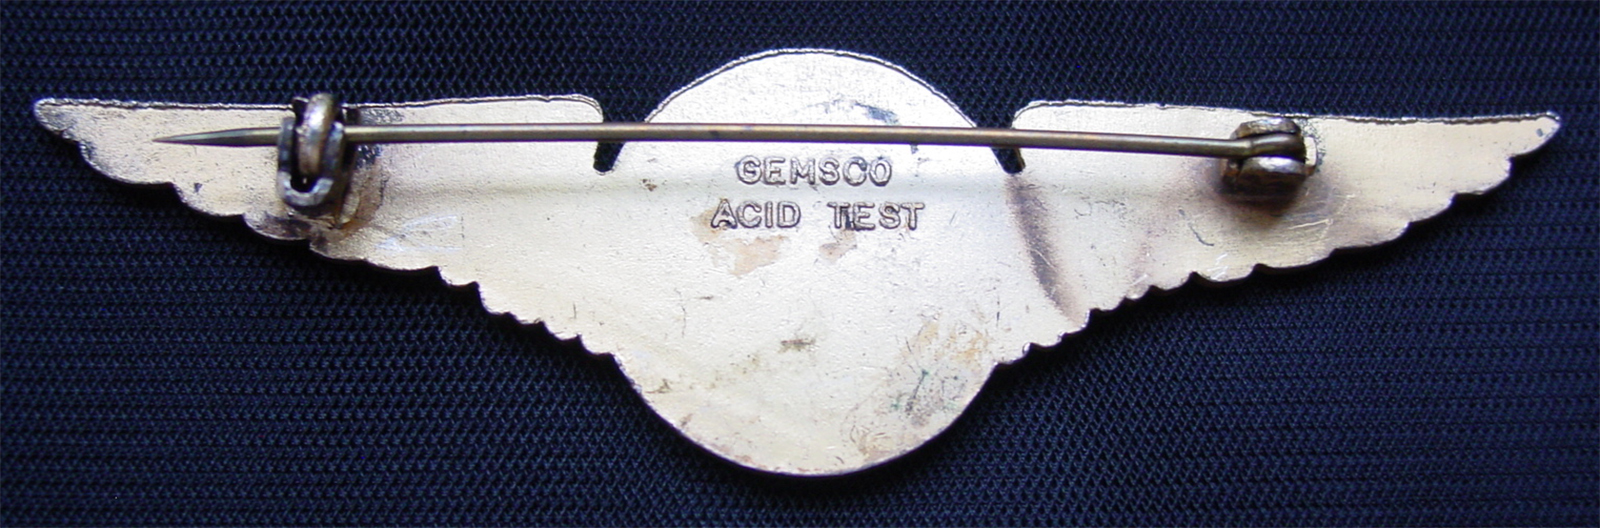 GEMSCO
ACID TEST